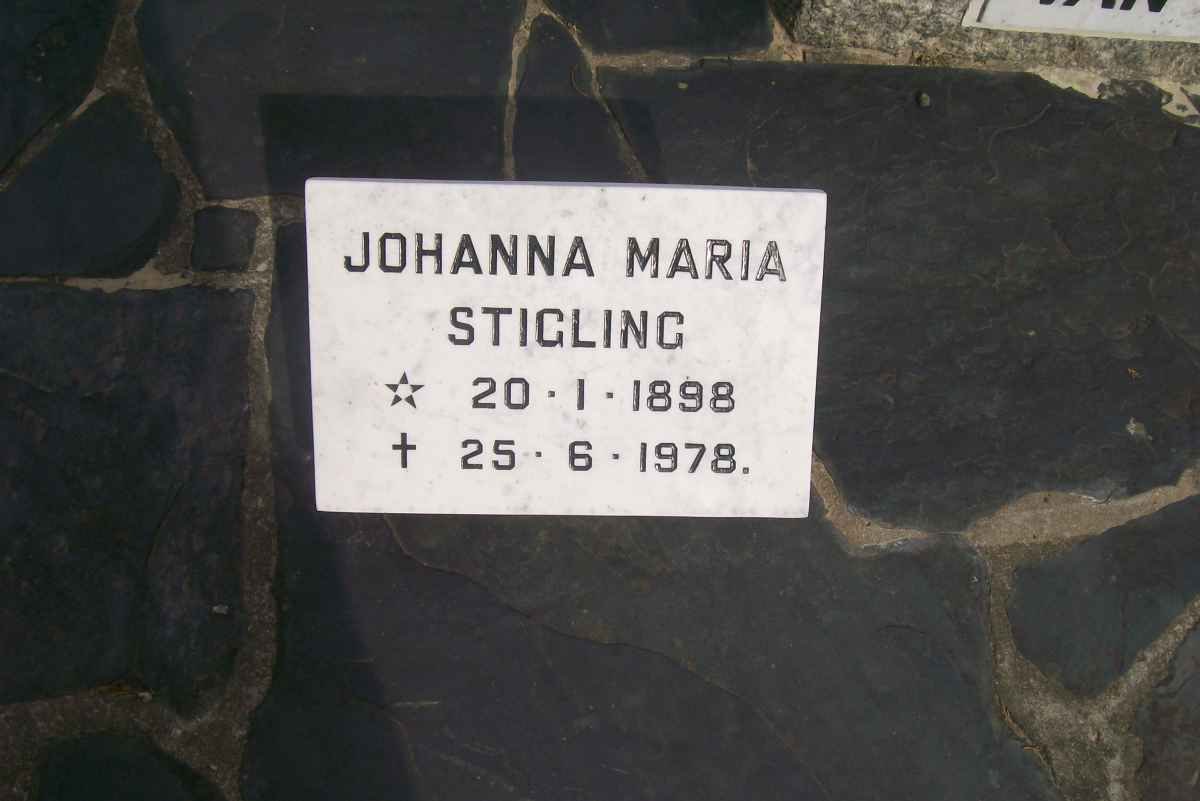 JOHANNA MARIA
STIGLING
☆ 20·1·1898
✝ 25·6·1978.